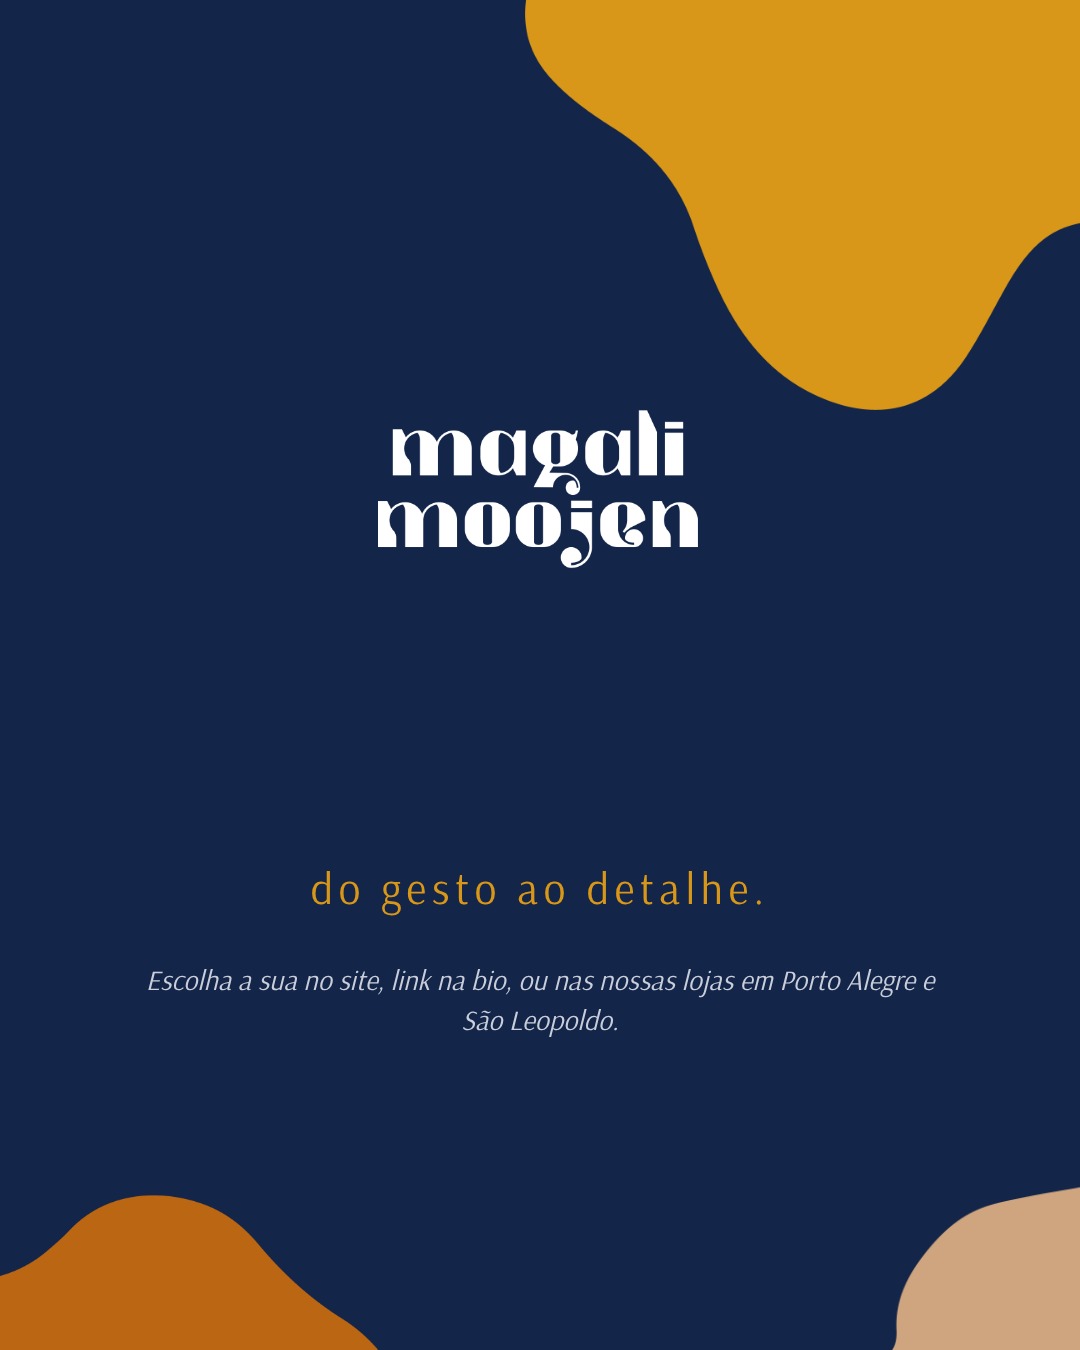 magali
moojen
do gesto ao detalhe.
Escolha a sua no site, link na bio, ou nas nossas lojas em Porto Alegre e
São Leopoldo.